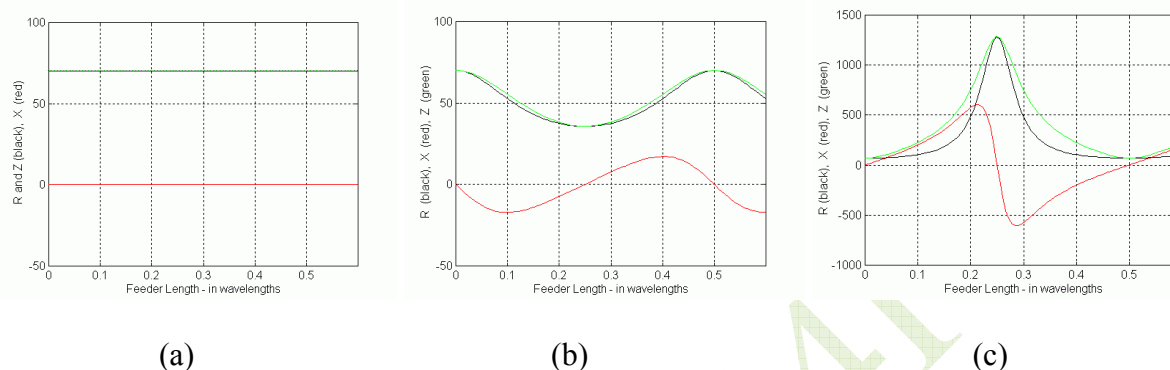 100
50
0
-50
R and Z (black), X (red)
0 0.1 0.2 0.3 0.4 0.5
Feeder Length - in wavelengths
(a)
100
50
0
-50
R (black), X (red), Z (green)
0 0.1 0.2 0.3 0.4 0.5
Feeder Length - in wavelengths
(b)
1500
1000
500
0
-500
-1000
R (black), X (red), Z (green)
0 0.1 0.2 0.3 0.4 0.5
Feeder Length - in wavelengths
(c)